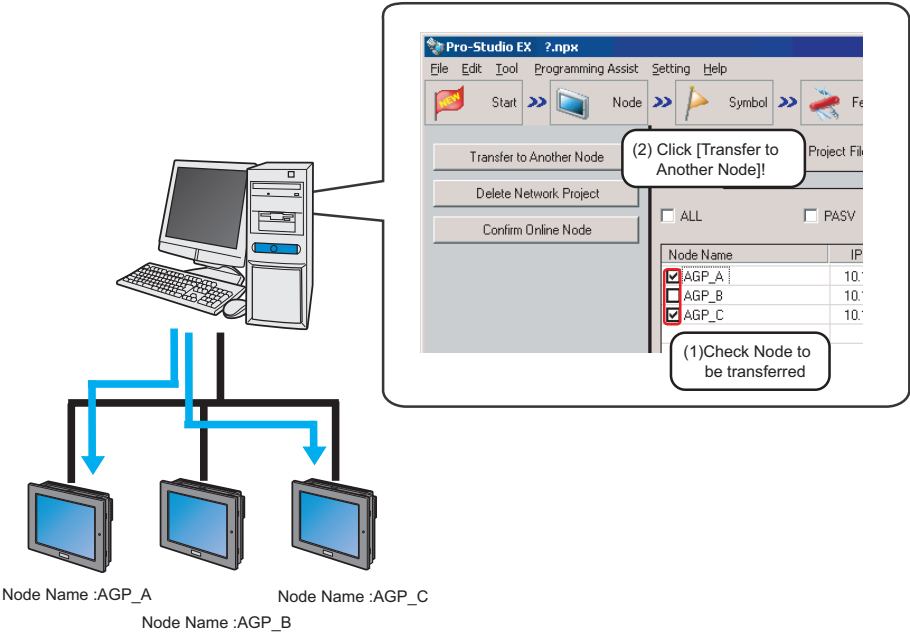 Pro-Studio EX ?.npx
File Edit Tool Programming Assist Setting Help
NEW Start Node Symbol Fe
Transfer to Another Node
Delete Network Project
Confirm Online Node
(2) Click [Transfer to
Another Node]!
Project Fil
ALL PASV
Node Name IP
AGP_A 10.
AGP_B 10.
AGP_C 10.
(1)Check Node to
be transferred
Node Name :AGP_A
Node Name :AGP_C
Node Name :AGP_B